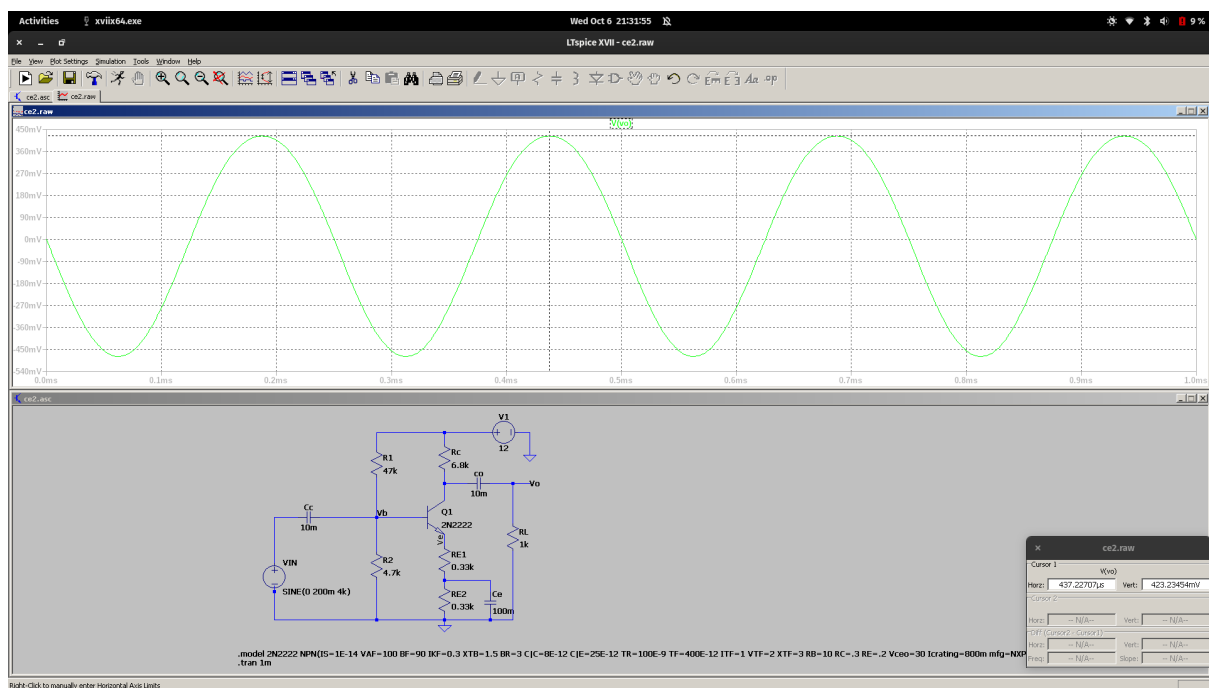 Activities xviix64.exe Wed Oct 6 21:31:55 9 %
LTspice XVII - ce2.raw
File View Plot Settings Simulation Tools Window Help
ce2.asc ce2.raw
ce2.raw
V(vo)
450mV
360mV
270mV
180mV
90mV
0mV
-90mV
-180mV
-270mV
-360mV
-450mV
-540mV
0.0ms 0.1ms 0.2ms 0.3ms 0.4ms 0.5ms 0.6ms 0.7ms 0.8ms 0.9ms 1.0ms
ce2.asc
V1
12
R1
47k
Rc
6.8k
co
10m
Vo
Cc
10m
Vb
Q1
2N2222
Ve
RL
1k
VIN
SINE(0 200m 4k)
R2
4.7k
RE1
0.33k
RE2
0.33k
Ce
100m
.model 2N2222 NPN(IS=1E-14 VAF=100 BF=90 IKF=0.3 XTB=1.5 BR=3 CJC=8E-12 CJE=25E-12 TR=100E-9 TF=400E-12 ITF=1 VTF=2 XTF=3 RB=10 RC=.3 RE=.2 Vceo=30 Icrating=800m mfg=NXP
.tran 1m
ce2.raw
Cursor 1
V(vo)
Horz: 437.22707µs Vert: 423.23454mV
Cursor 2
Horz: -- N/A-- Vert: -- N/A--
Diff (Cursor2 - Cursor1)
Horz: -- N/A-- Vert: -- N/A--
Freq: -- N/A-- Slope: -- N/A--
Right-Click to manually enter Horizontal Axis Limits